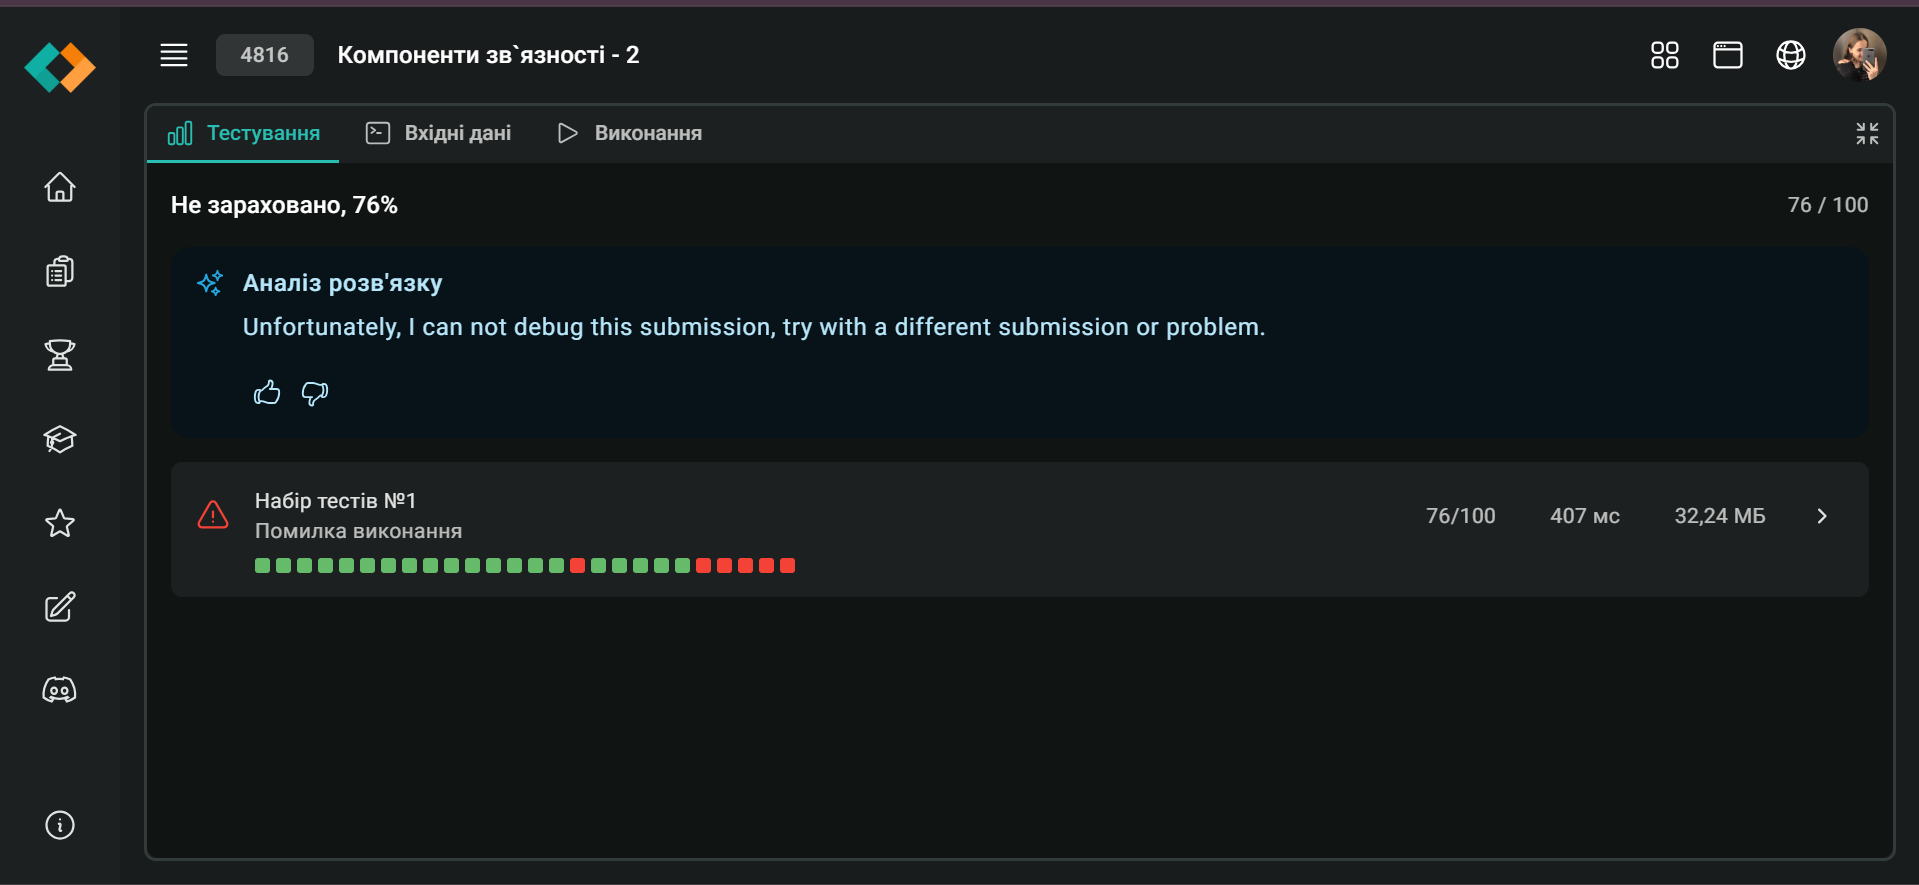 4816 Компоненти зв`язності - 2
Тестування Вхідні дані Виконання
Не зараховано, 76% 76 / 100
Аналіз розв'язку
Unfortunately, I can not debug this submission, try with a different submission or problem.
Набір тестів №1
Помилка виконання
76/100 407 мс 32,24 МБ